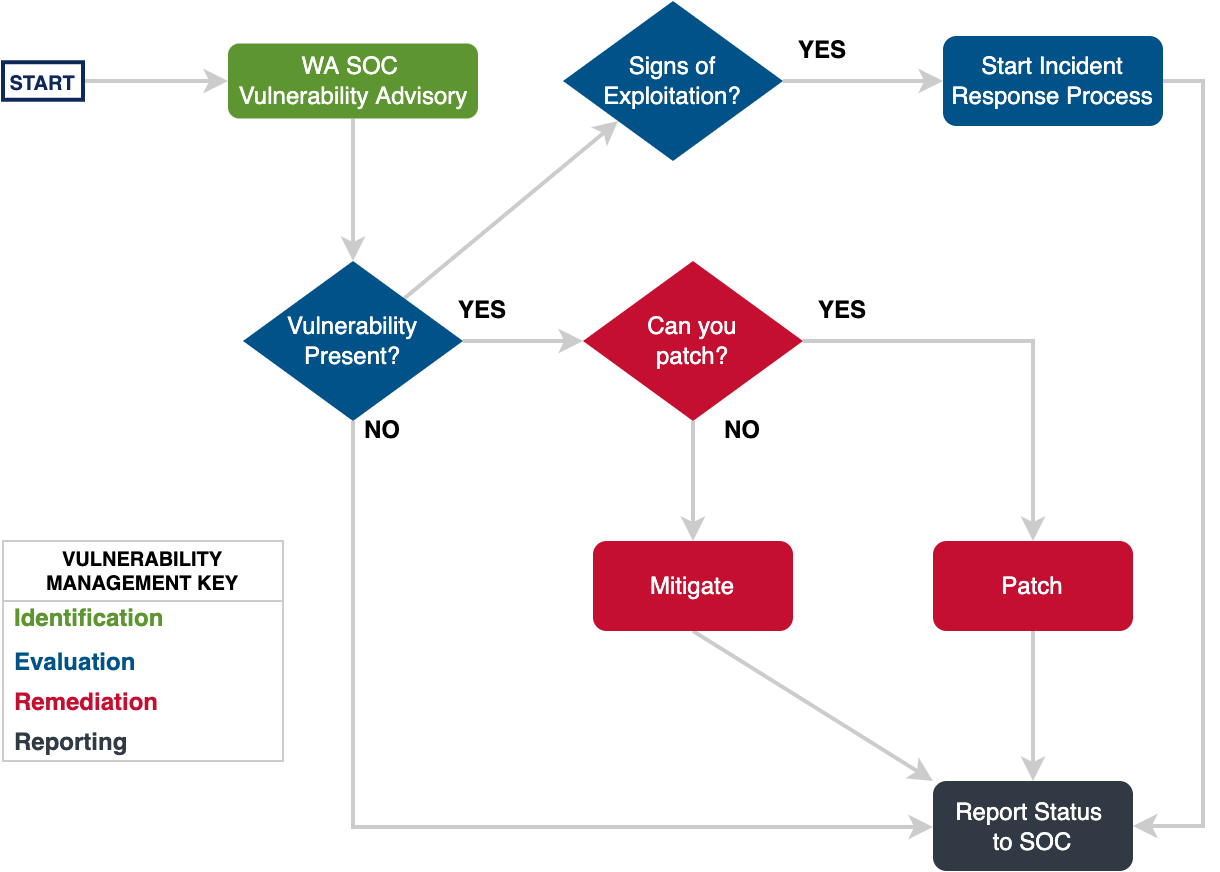 START
WA SOC
Vulnerability Advisory
Signs of
Exploitation?
YES
Start Incident
Response Process
Vulnerability
Present?
YES
NO
Can you
patch?
YES
NO
Mitigate
Patch
VULNERABILITY
MANAGEMENT KEY
Identification
Evaluation
Remediation
Reporting
Report Status
to SOC